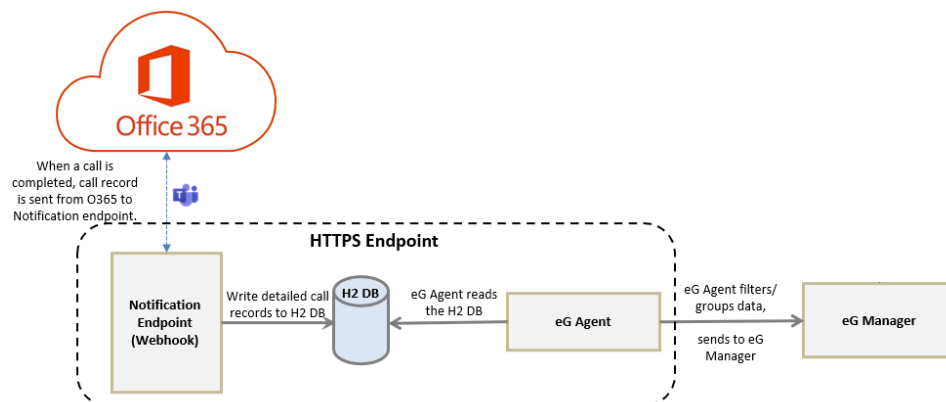 Office 365
When a call is
completed, call record
is sent from O365 to
Notification endpoint.
T
HTTPS Endpoint
Notification
Endpoint
(Webhook)
Write detailed call
records to H2 DB
H2 DB
eG Agent reads
the H2 DB
eG Agent
eG Agent filters/
groups data,
sends to eG
Manager
eG Manager